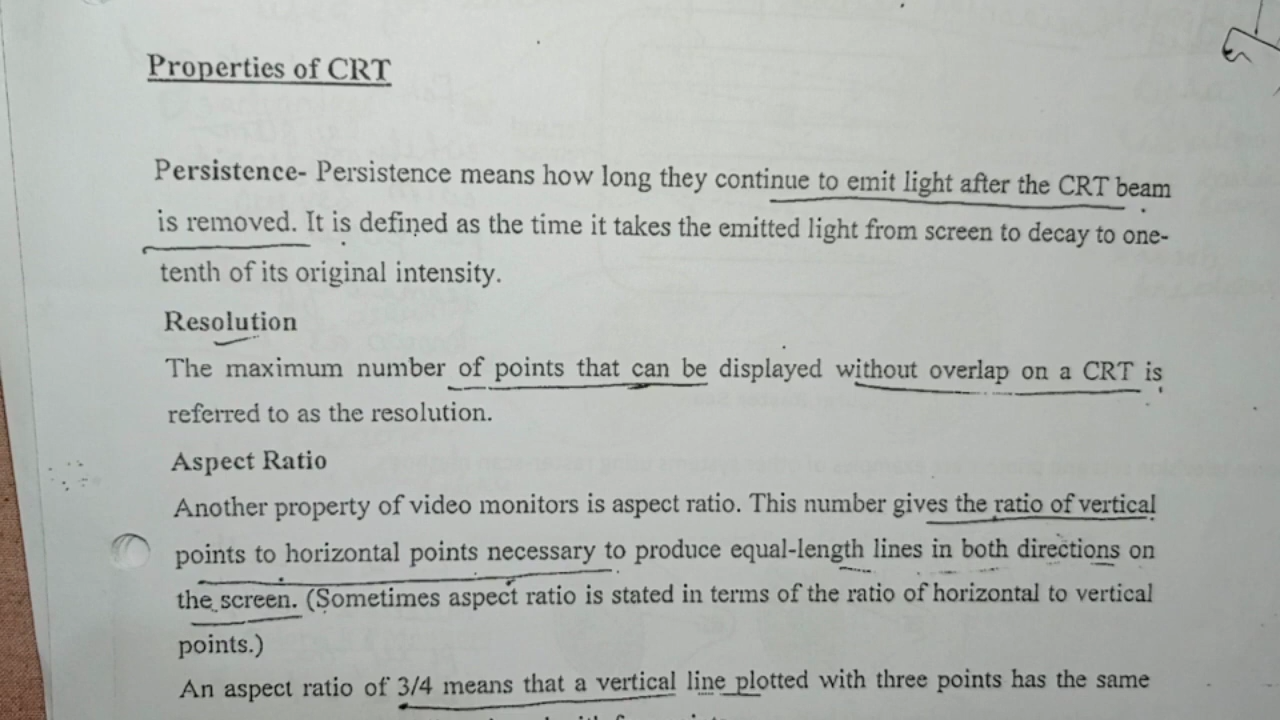 Properties of CRT
Persistence- Persistence means how long they continue to emit light after the CRT beam
is removed. It is defined as the time it takes the emitted light from screen to decay to one-
tenth of its original intensity.
Resolution
The maximum number of points that can be displayed without overlap on a CRT is
referred to as the resolution.
Aspect Ratio
Another property of video monitors is aspect ratio. This number gives the ratio of vertical
points to horizontal points necessary to produce equal-length lines in both directions on
the screen. (Sometimes aspect ratio is stated in terms of the ratio of horizontal to vertical
points.)
An aspect ratio of 3/4 means that a vertical line plotted with three points has the same